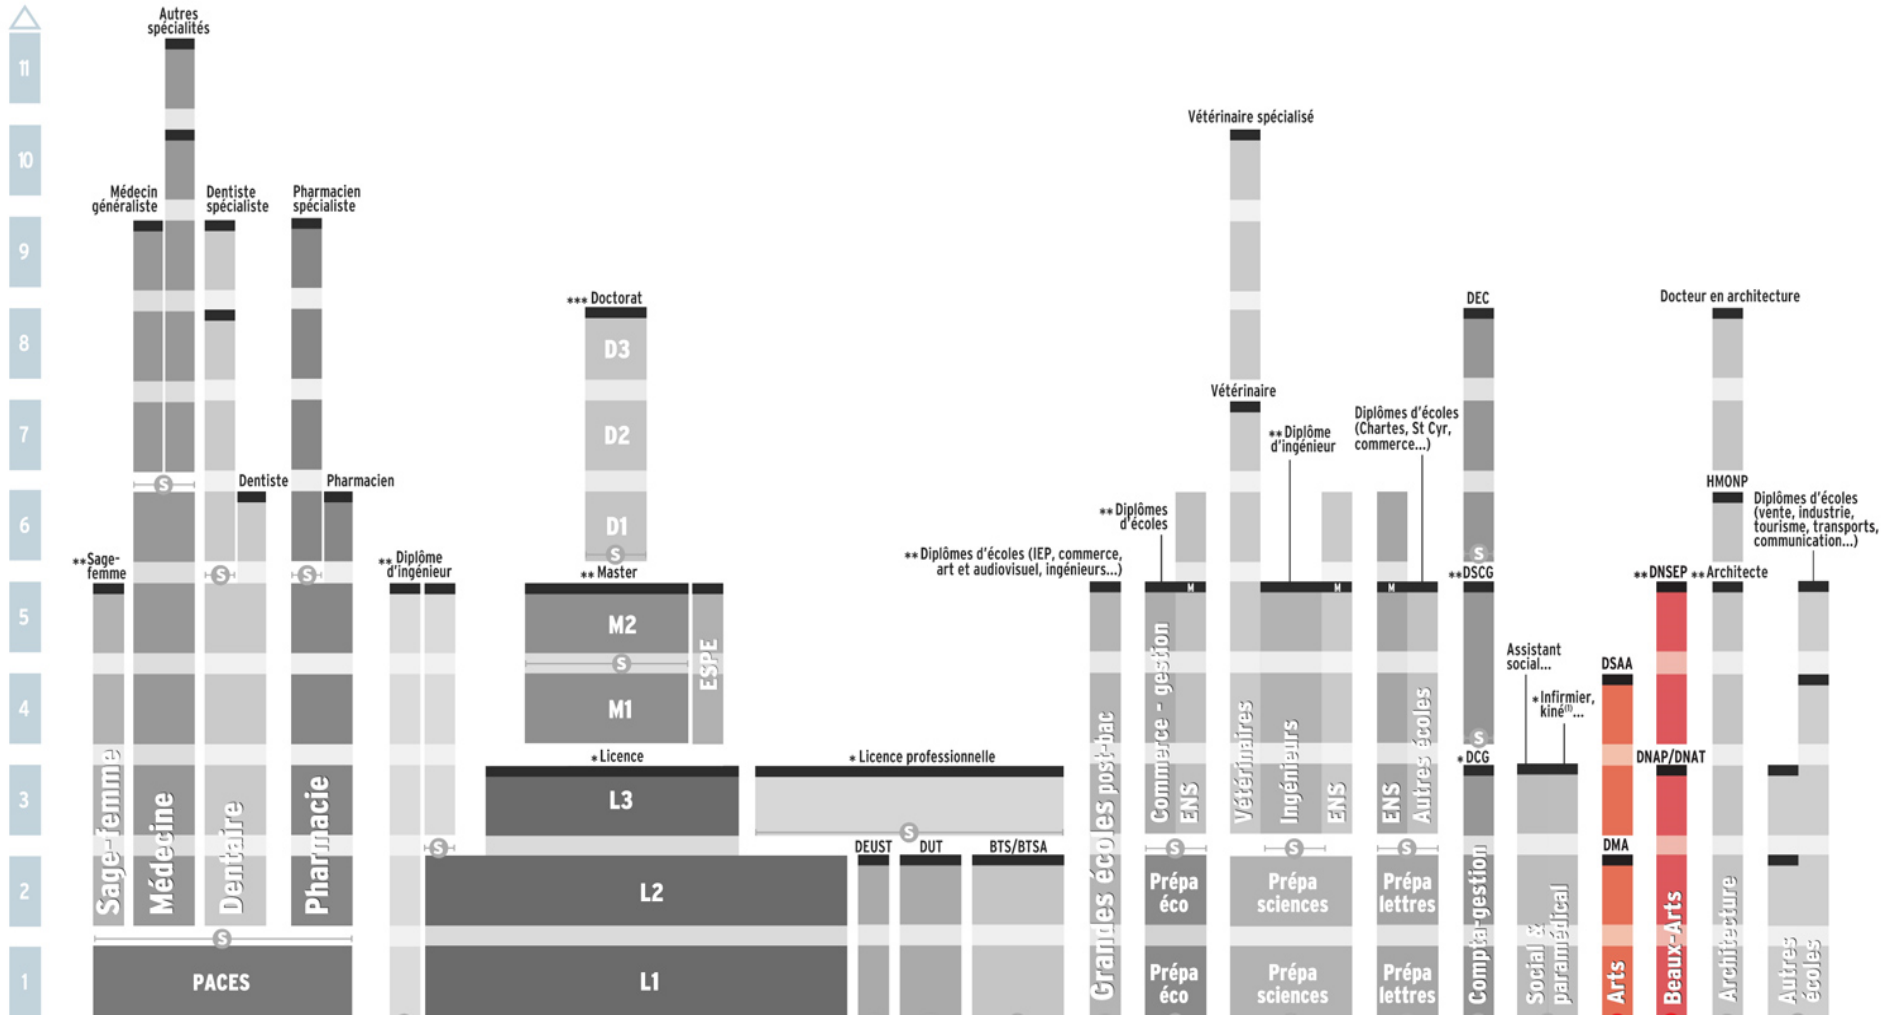 Autres
spécialités
11
Vétérinaire spécialisé
10
Médecin
généraliste
Dentiste
spécialiste
Pharmacien
spécialiste
9
*** Doctorat
DEC
Docteur en architecture
8
D3
Vétérinaire
7
D2
** Diplôme
d'ingénieur
Diplômes d'écoles
(Chartes, St Cyr,
commerce...)
S
Dentiste
Pharmacien
HMONP
6
D1
S
** Diplômes
d'écoles
S
Diplômes d'écoles
(vente, industrie,
tourisme, transports,
communication...)
** Sage-
femme
S
S
** Diplôme
d'ingénieur
** Master
** Diplômes d'écoles (IEP, commerce,
art et audiovisuel, ingénieurs...)
M
M
M
** DSCG
** DNSEP
** Architecte
5
M2
S
ESPE
Assistant
social...
DSAA
4
M1
* Infirmier,
kiné(1)...
S
* Licence
* Licence professionnelle
* DCG
DNAP/DNAT
3
L3
S
S
DEUST
DUT
BTS/BTSA
S
S
S
DMA
2
Sage-femme
Médecine
Dentaire
Pharmacie
L2
Grandes écoles post-bac
Commerce - gestion
ENS
Vétérinaires
Ingénieurs
ENS
ENS
Autres écoles
Prépa
éco
Prépa
sciences
Prépa
lettres
S
1
PACES
L1
Prépa
éco
Prépa
sciences
Prépa
lettres
Compta-gestion
Social &
paramédical
Arts
Beaux-Arts
Architecture
Autres
écoles